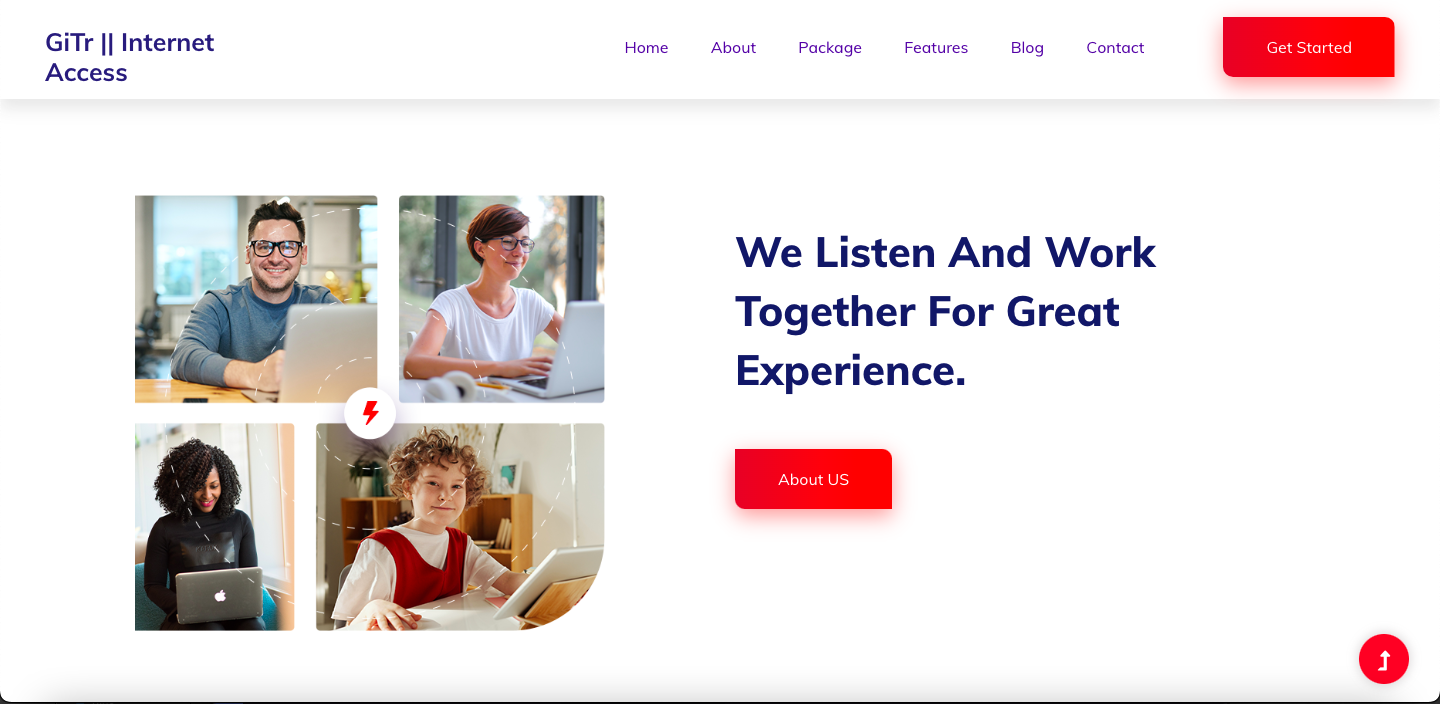 GiTr || Internet
Access
Home
About
Package
Features
Blog
Contact
Get Started
We Listen And Work
Together For Great
Experience.
About US